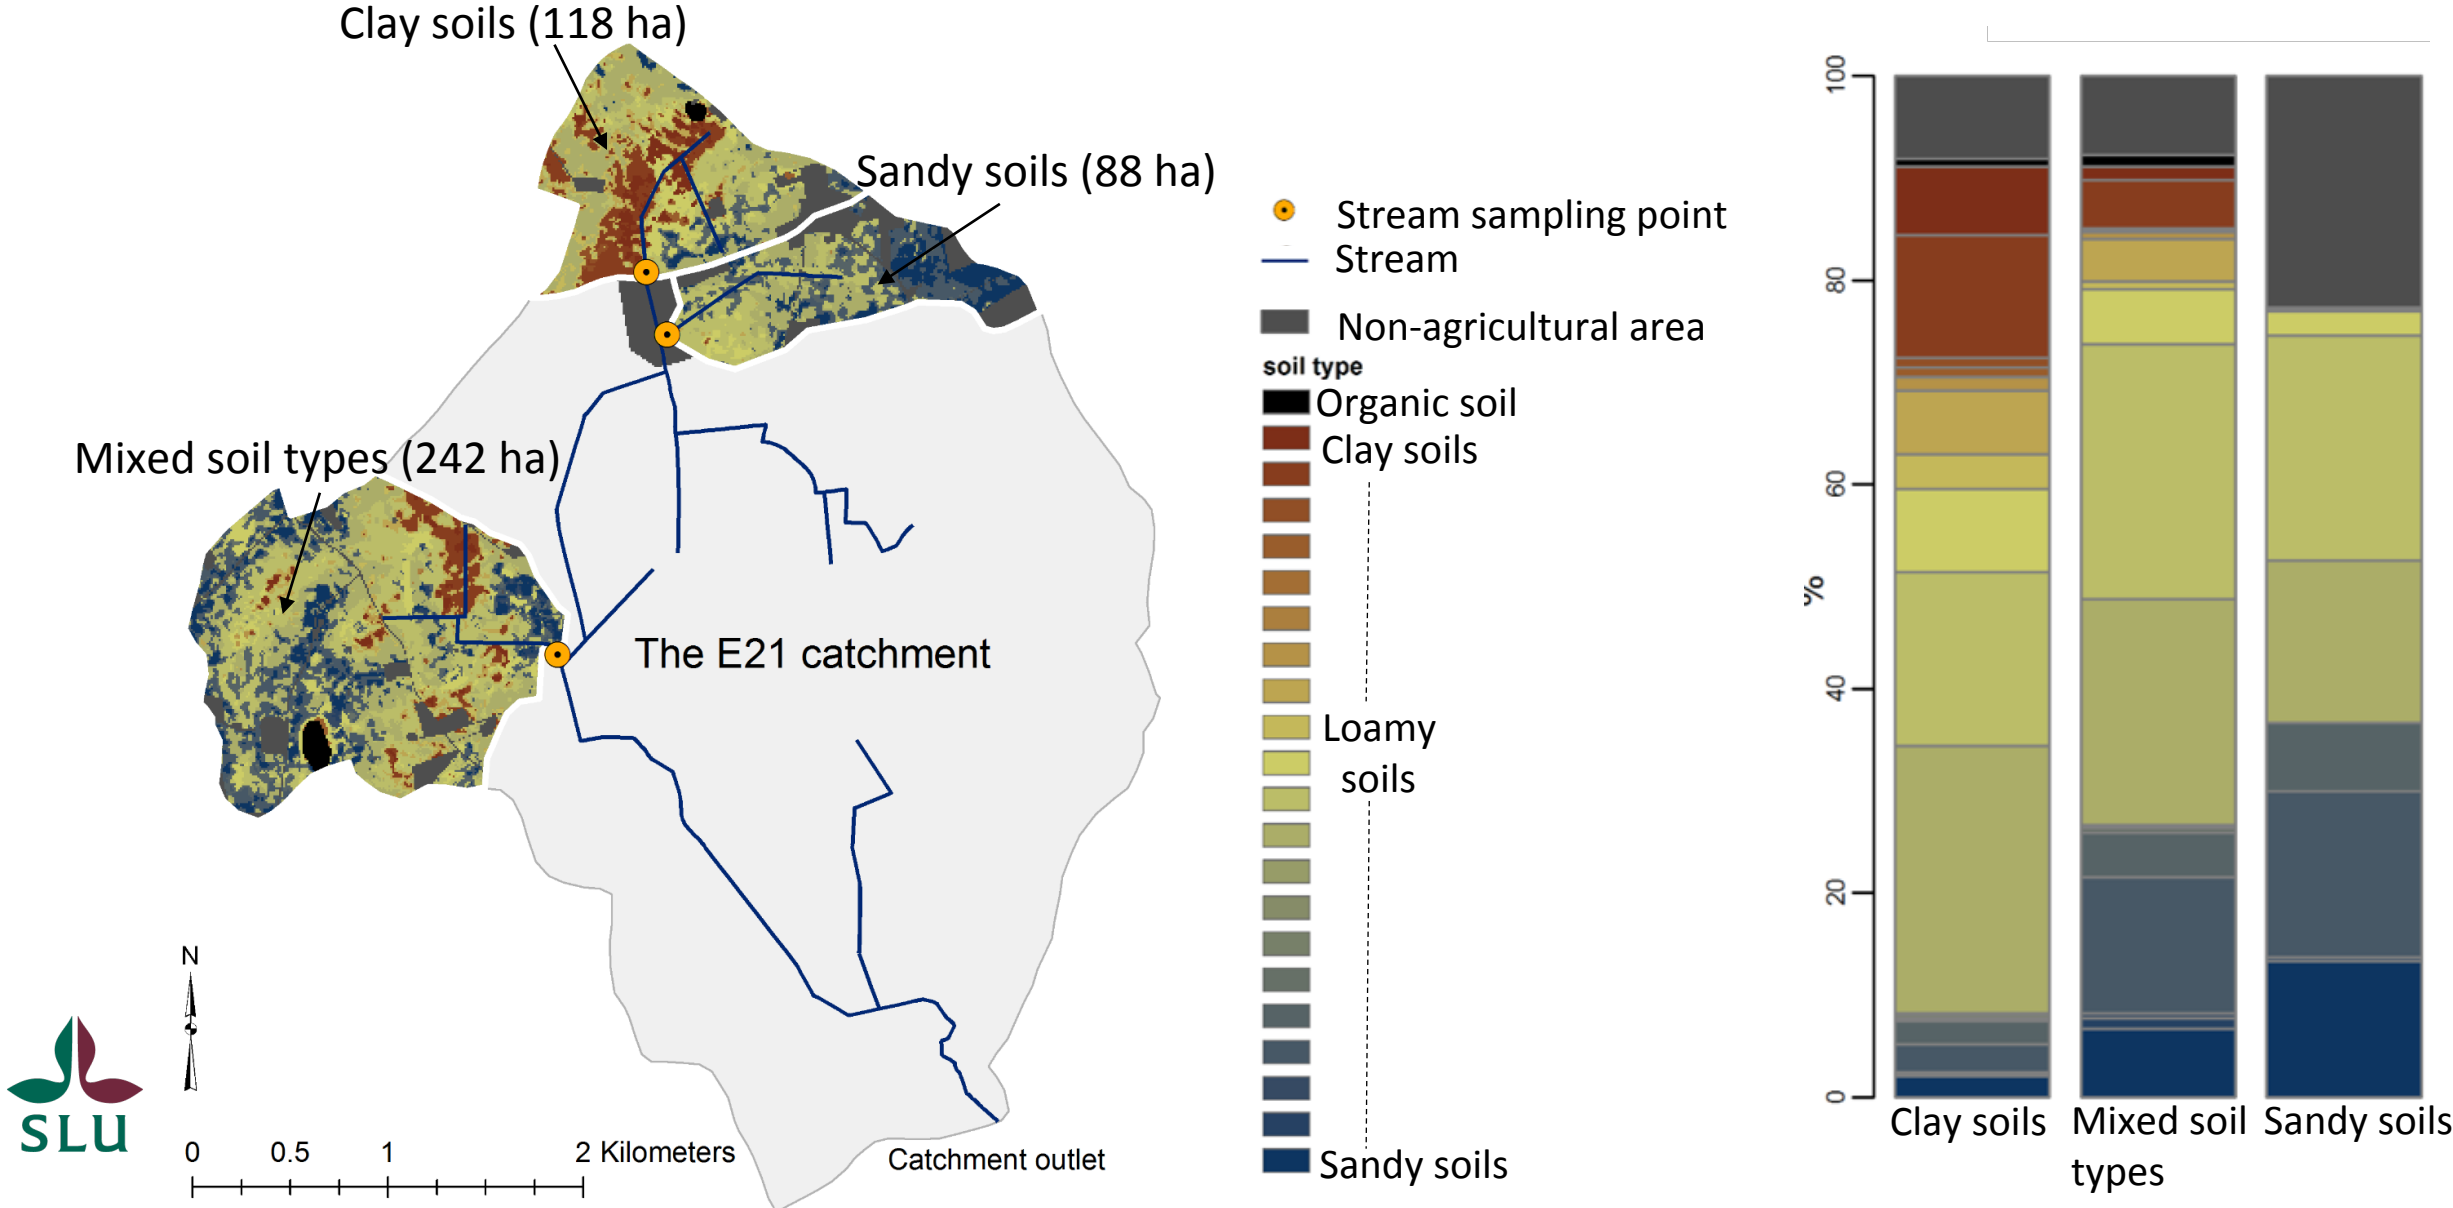 Clay soils (118 ha)
Sandy soils (88 ha)
Mixed soil types (242 ha)
The E21 catchment
N
SLU
0 0.5 1 2 Kilometers
Catchment outlet
Stream sampling point
Stream
Non-agricultural area
soil type
Organic soil
Clay soils
Loamy
soils
Sandy soils
100
80
60
40
20
0
%
Clay soils
Mixed soil
types
Sandy soils